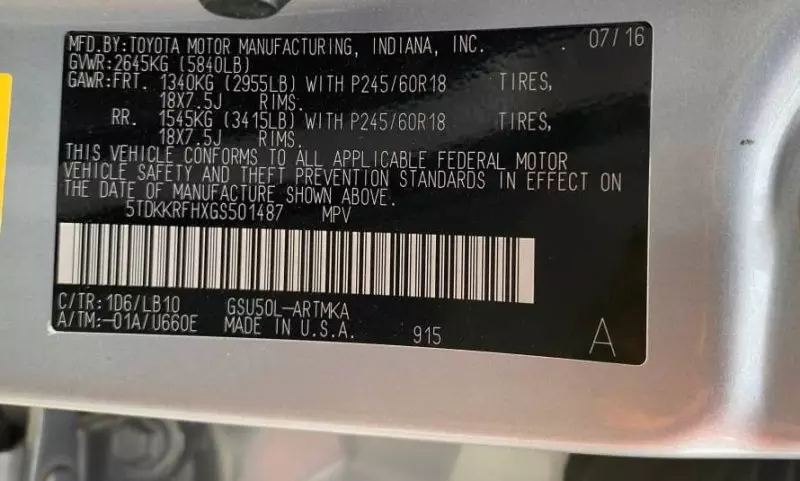 MFD.BY:TOYOTA MOTOR MANUFACTURING, INDIANA, INC. 07/16
GVWR:2645KG (5840LB)
GAWR:FRT. 1340KG (2955LB) WITH P245/60R18 TIRES,
18X7.5J RIMS.
RR. 1545KG (3415LB) WITH P245/60R18 TIRES,
18X7.5J RIMS.
THIS VEHICLE CONFORMS TO ALL APPLICABLE FEDERAL MOTOR
VEHICLE SAFETY AND THEFT PREVENTION STANDARDS IN EFFECT ON
THE DATE OF MANUFACTURE SHOWN ABOVE.
5TDKKRFHXGS501487 MPV
C/TR:1D6/LB10 GSU50L-ARTMKA
A/TM:-01A/U660E MADE IN U.S.A. 915 A